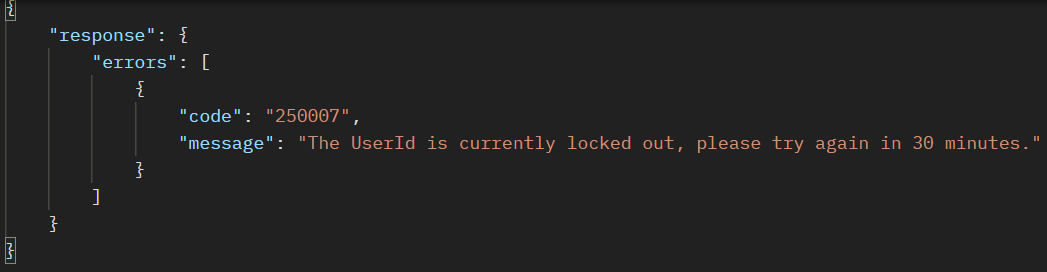 {
"response": {
"errors": [
{
"code": "250007",
"message": "The UserId is currently locked out, please try again in 30 minutes."
}
]
}
}